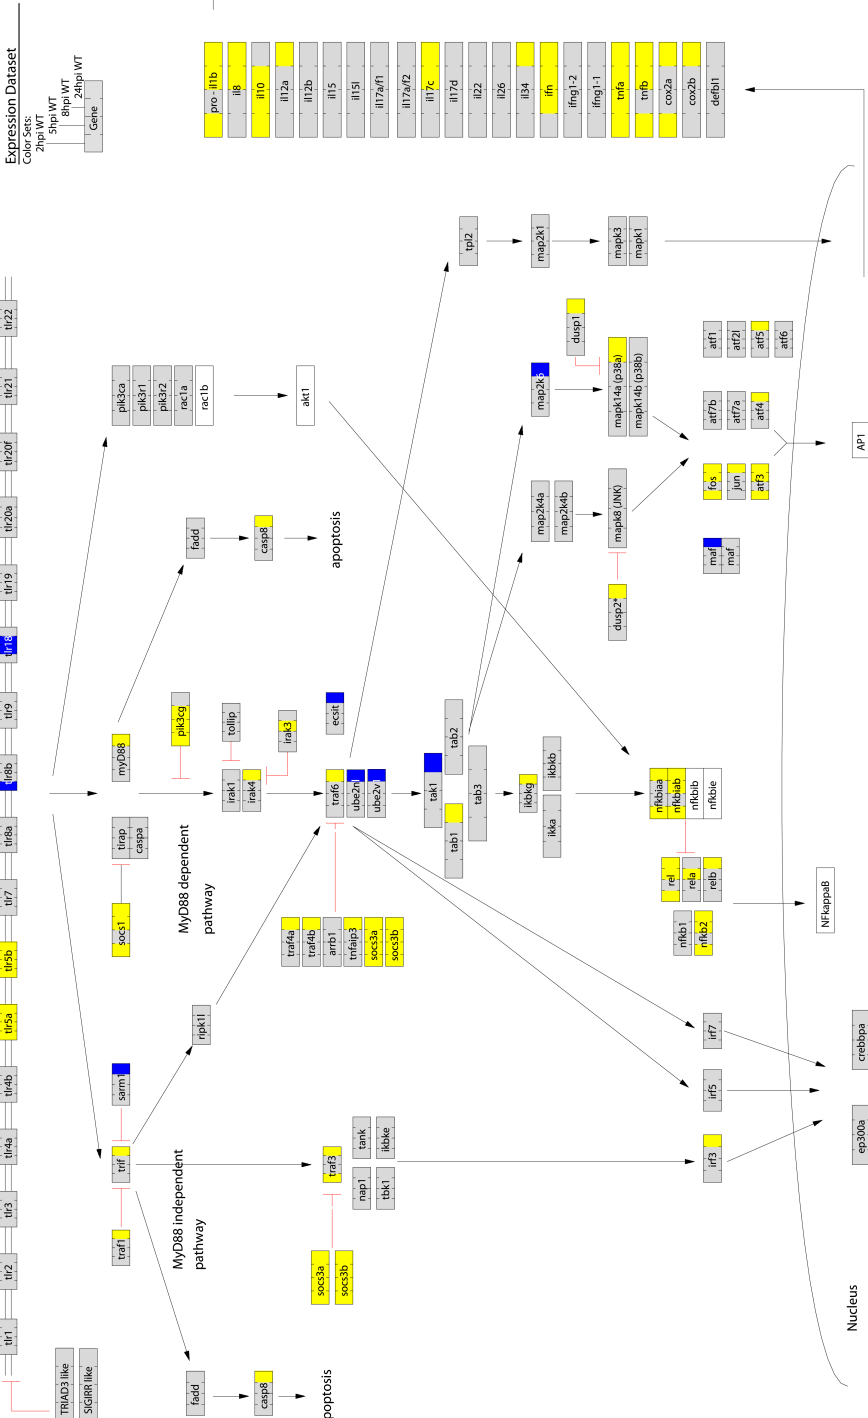 Expression Dataset
Color Sets:
2hpi WT
5hpi WT
8hpi WT
24hpi WT
Gene
TRIAD3 like
SIGIRR like
tlr1
tlr2
tlr3
tlr4a
tlr4b
tlr5a
tlr5b
tlr7
tlr8a
tlr8b
tlr9
tlr18
tlr19
tlr20a
tlr20f
tlr21
tlr22
traf1
trif
sarm1
socs1
tirap
caspa
myD88
pik3ca
pik3r1
pik3r2
rac1a
rac1b
MyD88 independent
pathway
MyD88 dependent
pathway
fadd
ripk1l
pik3cg
fadd
irak1
irak4
tollip
irak3
casp8
casp8
akt1
apoptosis
poptosis
socs3a
socs3b
traf3
nap1
tbk1
tank
ikbke
traf4a
traf4b
arrb1
tnfaip3
socs3a
socs3b
traf6
ube2n
ube2v1
ecsit
tak1
tab1
tab2
tab3
ikbkg
ikka
ikbkb
tpl2
map2k4a
map2k4b
map2k6
map2k1
dusp1
dusp2*
mapk8 (JNK)
mapk14a (p38a)
mapk14b (p38b)
mapk3
mapk1
nfkbiaa
nfkbiab
nfkbib
nfkbie
rel
rela
relb
nfkb1
nfkb2
irf3
irf5
irf7
maf
maf
fos
jun
atf3
atf7b
atf7a
atf4
atf1
atf2l
atf5
atf6
NFkappaB
AP1
ep300a
crebbpa
Nucleus
pro - il1b
il8
il10
il12a
il12b
il15
il15l
il17a/f1
il17a/f2
il17c
il17d
il22
il26
il34
ifn
ifng1-2
ifng1-1
tnfa
tnfb
cox2a
cox2b
defbl1